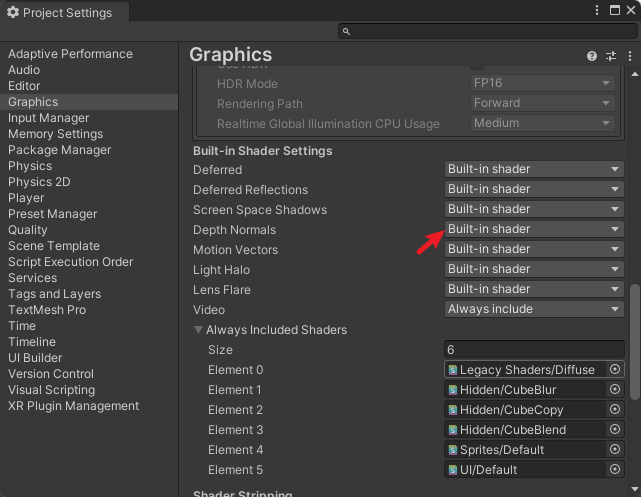 Project Settings
Adaptive Performance
Audio
Editor
Graphics
Input Manager
Memory Settings
Package Manager
Physics
Physics 2D
Player
Preset Manager
Quality
Scene Template
Script Execution Order
Services
Tags and Layers
TextMesh Pro
Time
Timeline
UI Builder
Version Control
Visual Scripting
XR Plugin Management
Graphics
Use HDR
HDR Mode FP16
Rendering Path Forward
Realtime Global Illumination CPU Usage Medium
Built-in Shader Settings
Deferred Built-in shader
Deferred Reflections Built-in shader
Screen Space Shadows Built-in shader
Depth Normals Built-in shader
Motion Vectors Built-in shader
Light Halo Built-in shader
Lens Flare Built-in shader
Video Always include
Always Included Shaders
Size 6
Element 0 Legacy Shaders/Diffuse
Element 1 Hidden/CubeBlur
Element 2 Hidden/CubeCopy
Element 3 Hidden/CubeBlend
Element 4 Sprites/Default
Element 5 UI/Default
Shader Stripping